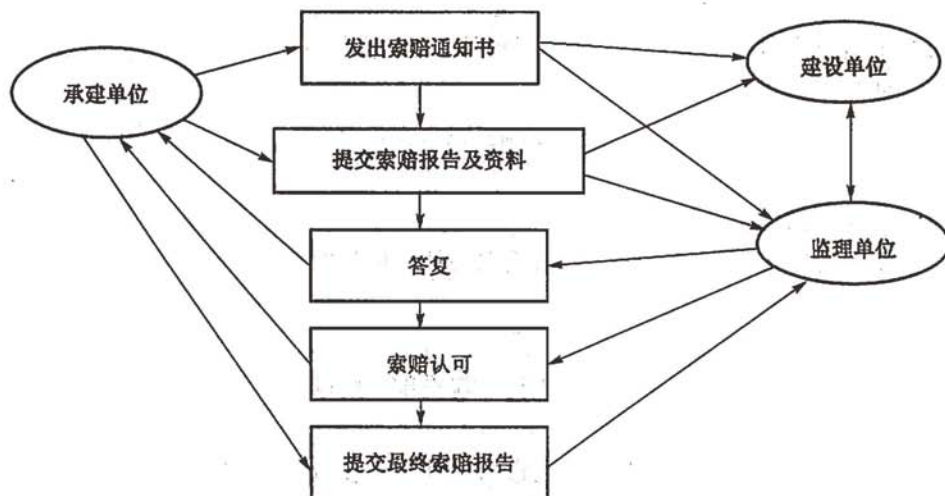 发出索赔通知书
建设单位
承建单位
提交索赔报告及资料
监理单位
答复
索赔认可
提交最终索赔报告